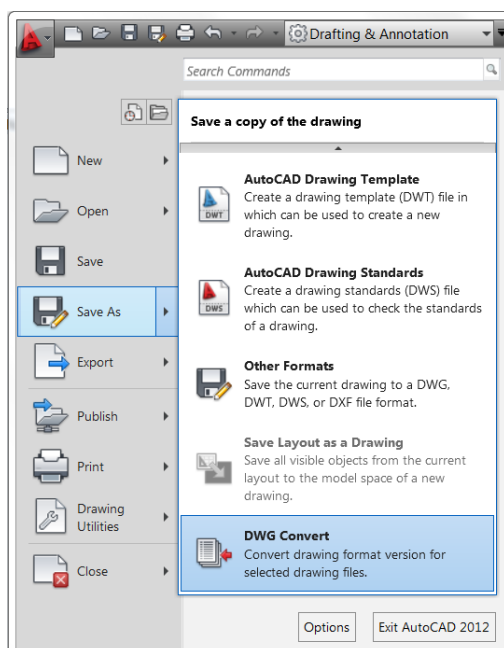 Drafting & Annotation
Search Commands
Save a copy of the drawing
New
Open
Save
Save As
Export
Publish
Print
Drawing
Utilities
Close
AutoCAD Drawing Template
Create a drawing template (DWT) file in
which can be used to create a new
drawing.
DWT
AutoCAD Drawing Standards
Create a drawing standards (DWS) file
which can be used to check the standards
of a drawing.
DWS
Other Formats
Save the current drawing to a DWG,
DWT, DWS, or DXF file format.
Save Layout as a Drawing
Save all visible objects from the current
layout to the model space of a new
drawing.
DWG Convert
Convert drawing format version for
selected drawing files.
Options
Exit AutoCAD 2012